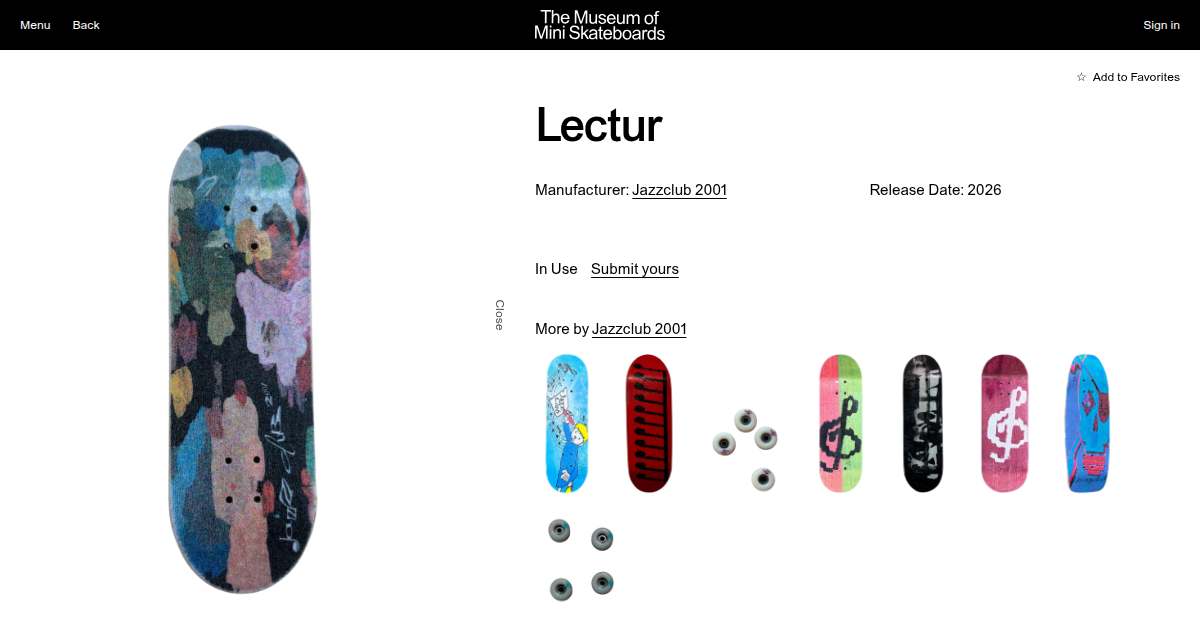 Menu
Back
The Museum of
Mini Skateboards
Sign in
☆ Add to Favorites
Lectur
Manufacturer: Jazzclub 2001
Release Date: 2026
In Use
Submit yours
Close
More by Jazzclub 2001